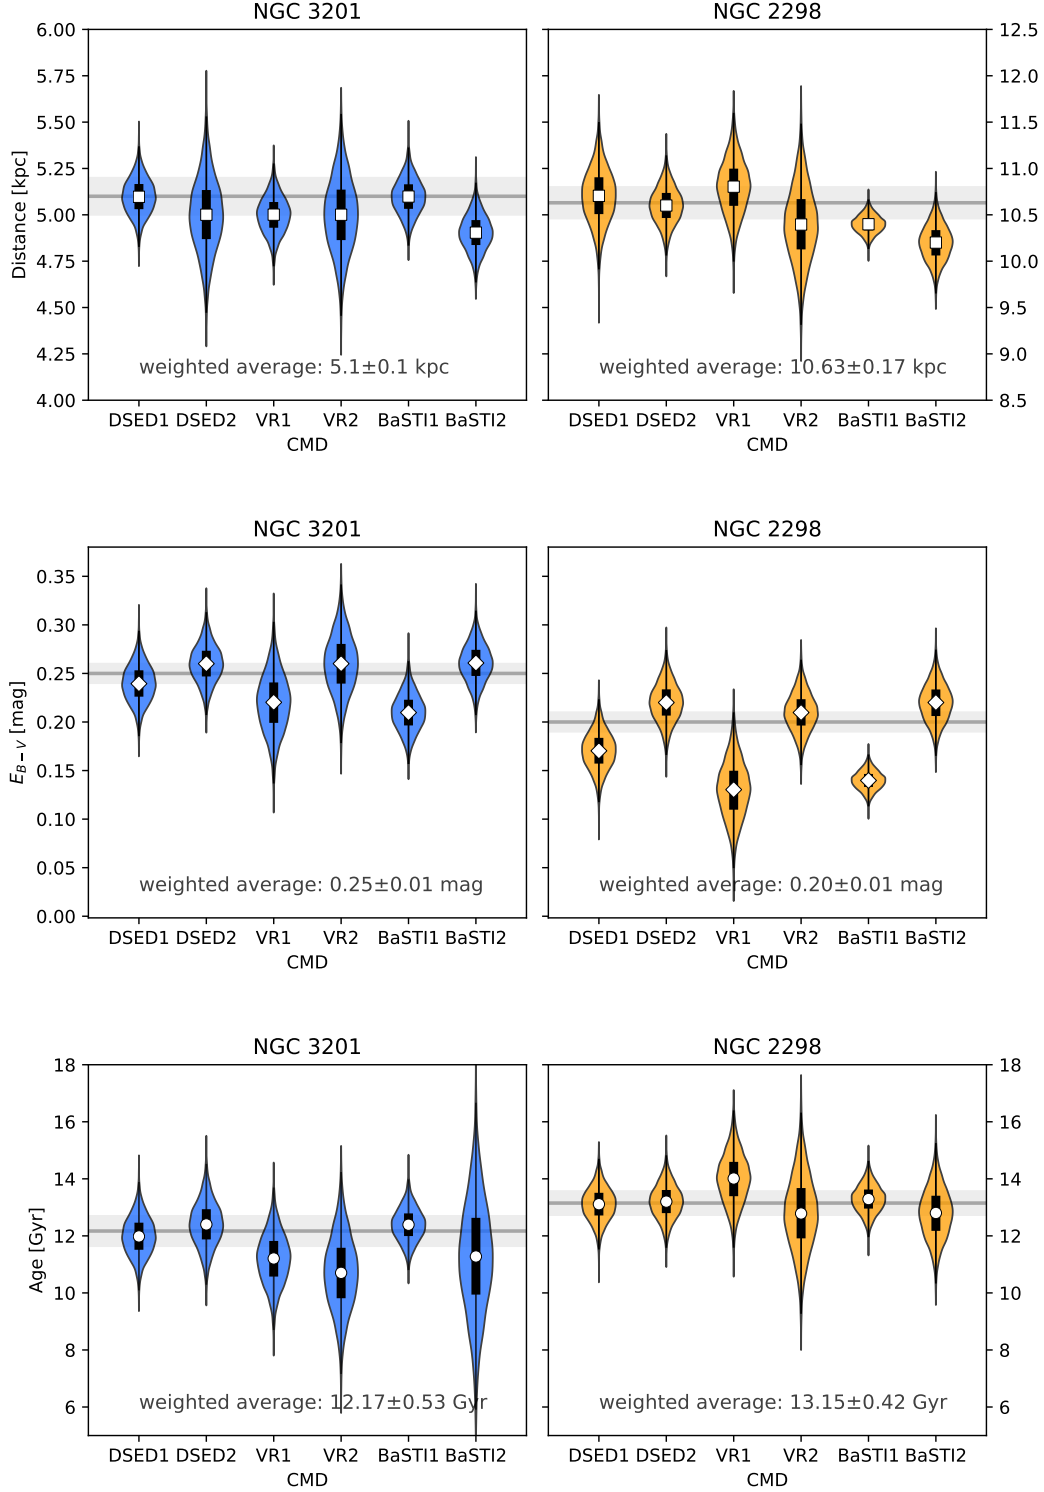 NGC 3201
NGC 2298
Distance [kpc]
6.00
5.75
5.50
5.25
5.00
4.75
4.50
4.25
4.00
12.5
12.0
11.5
11.0
10.5
10.0
9.5
9.0
8.5
weighted average: 5.1±0.1 kpc
weighted average: 10.63±0.17 kpc
DSED1 DSED2 VR1 VR2 BaSTI1 BaSTI2
DSED1 DSED2 VR1 VR2 BaSTI1 BaSTI2
CMD
CMD
NGC 3201
NGC 2298
E_{B-V} [mag]
0.35
0.30
0.25
0.20
0.15
0.10
0.05
0.00
weighted average: 0.25±0.01 mag
weighted average: 0.20±0.01 mag
DSED1 DSED2 VR1 VR2 BaSTI1 BaSTI2
DSED1 DSED2 VR1 VR2 BaSTI1 BaSTI2
CMD
CMD
NGC 3201
NGC 2298
Age [Gyr]
18
16
14
12
10
8
6
18
16
14
12
10
8
6
weighted average: 12.17±0.53 Gyr
weighted average: 13.15±0.42 Gyr
DSED1 DSED2 VR1 VR2 BaSTI1 BaSTI2
DSED1 DSED2 VR1 VR2 BaSTI1 BaSTI2
CMD
CMD